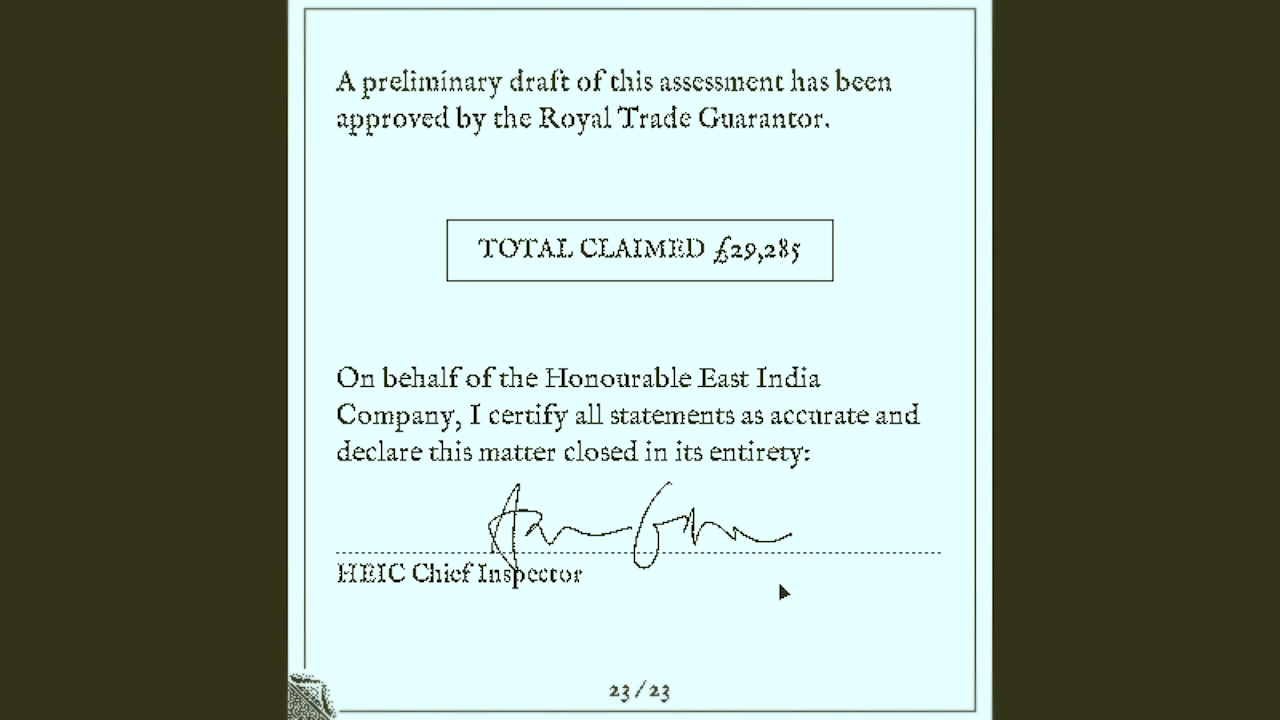 A preliminary draft of this assessment has been
approved by the Royal Trade Guarantor.
TOTAL CLAIMED £29,285
On behalf of the Honourable East India
Company, I certify all statements as accurate and
declare this matter closed in its entirety:
HEIC Chief Inspector
23/23